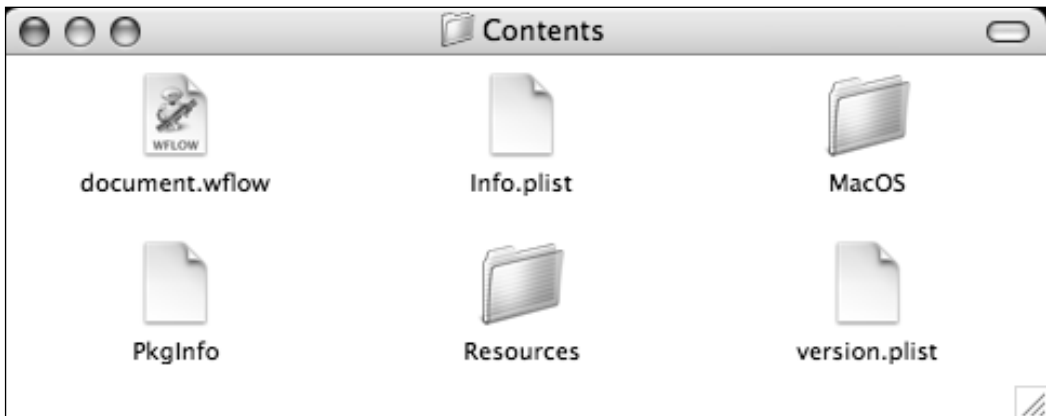 Contents
WFLOW
document.wflow
Info.plist
MacOS
PkgInfo
Resources
version.plist